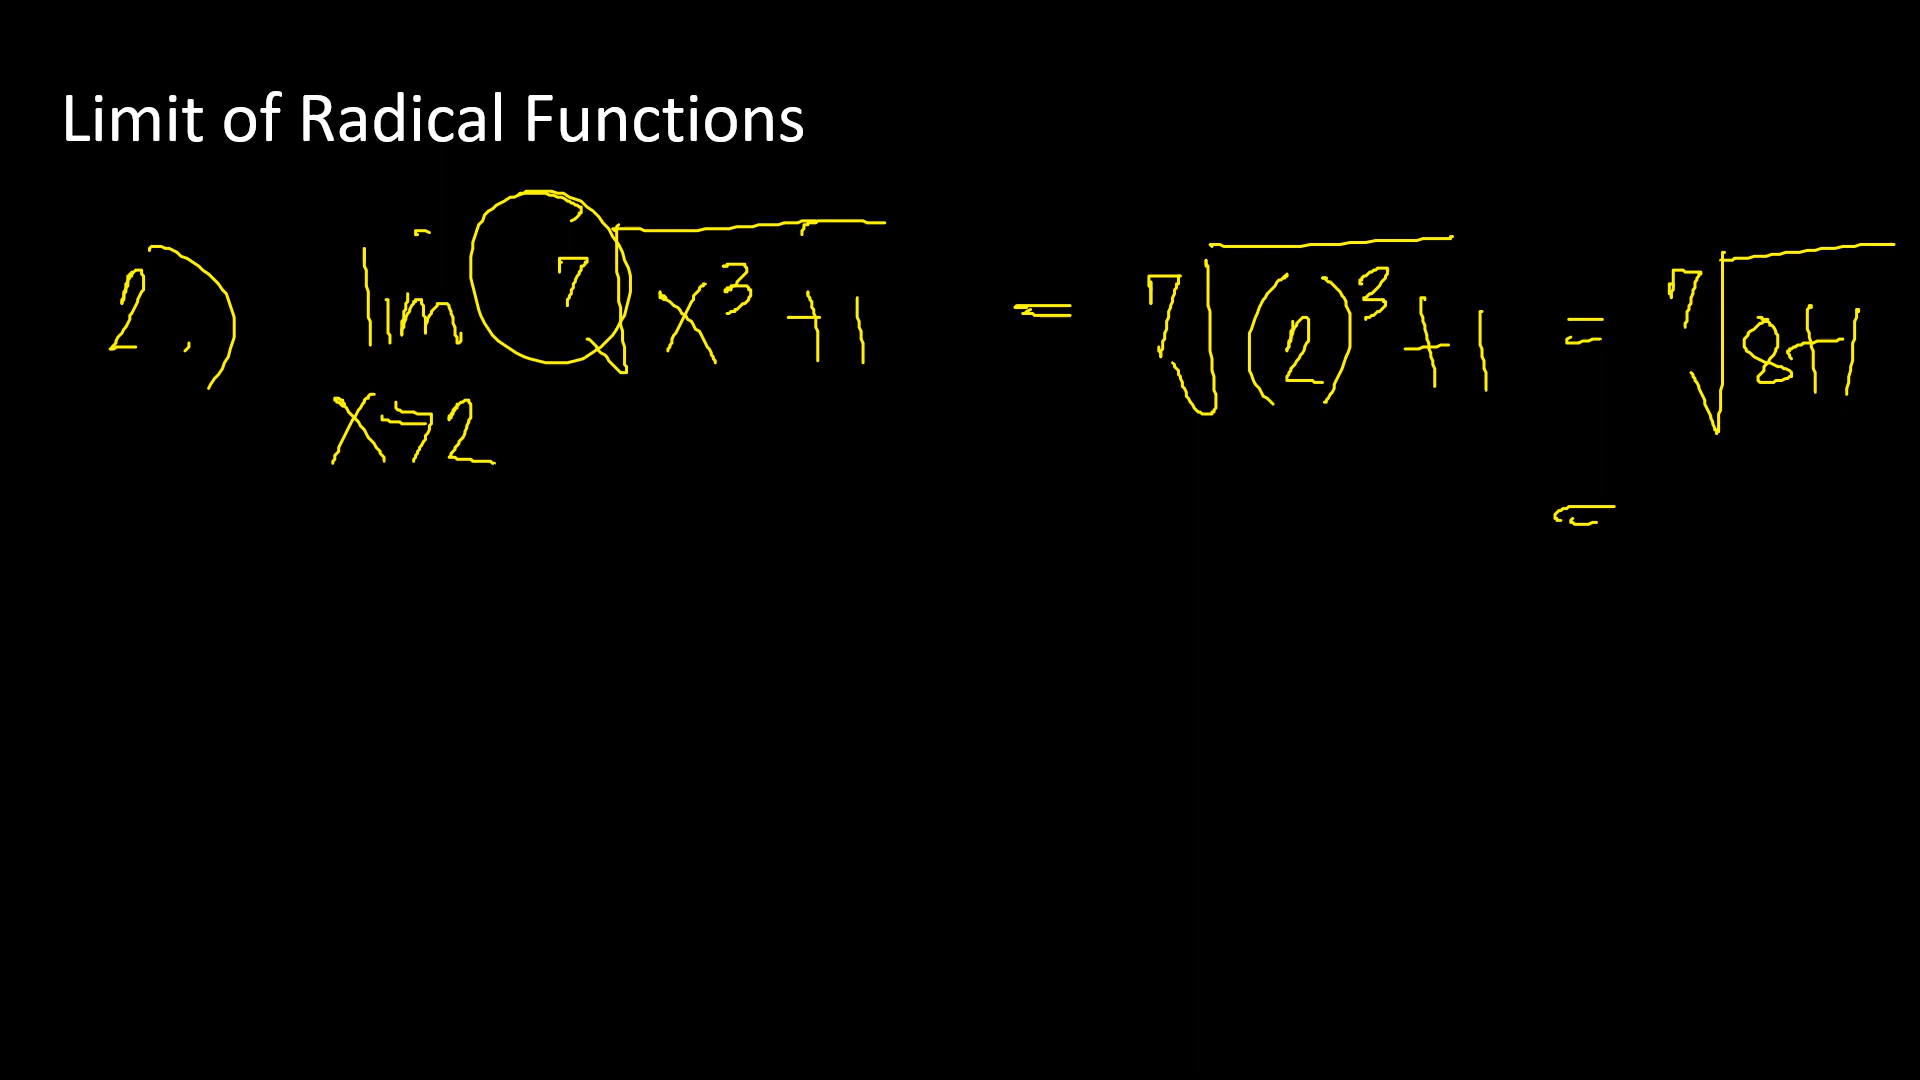 Limit of Radical Functions
2.) lim ⁷√(x³+1) = ⁷√((2)³+1) = ⁷√(8+1)
x→2
=